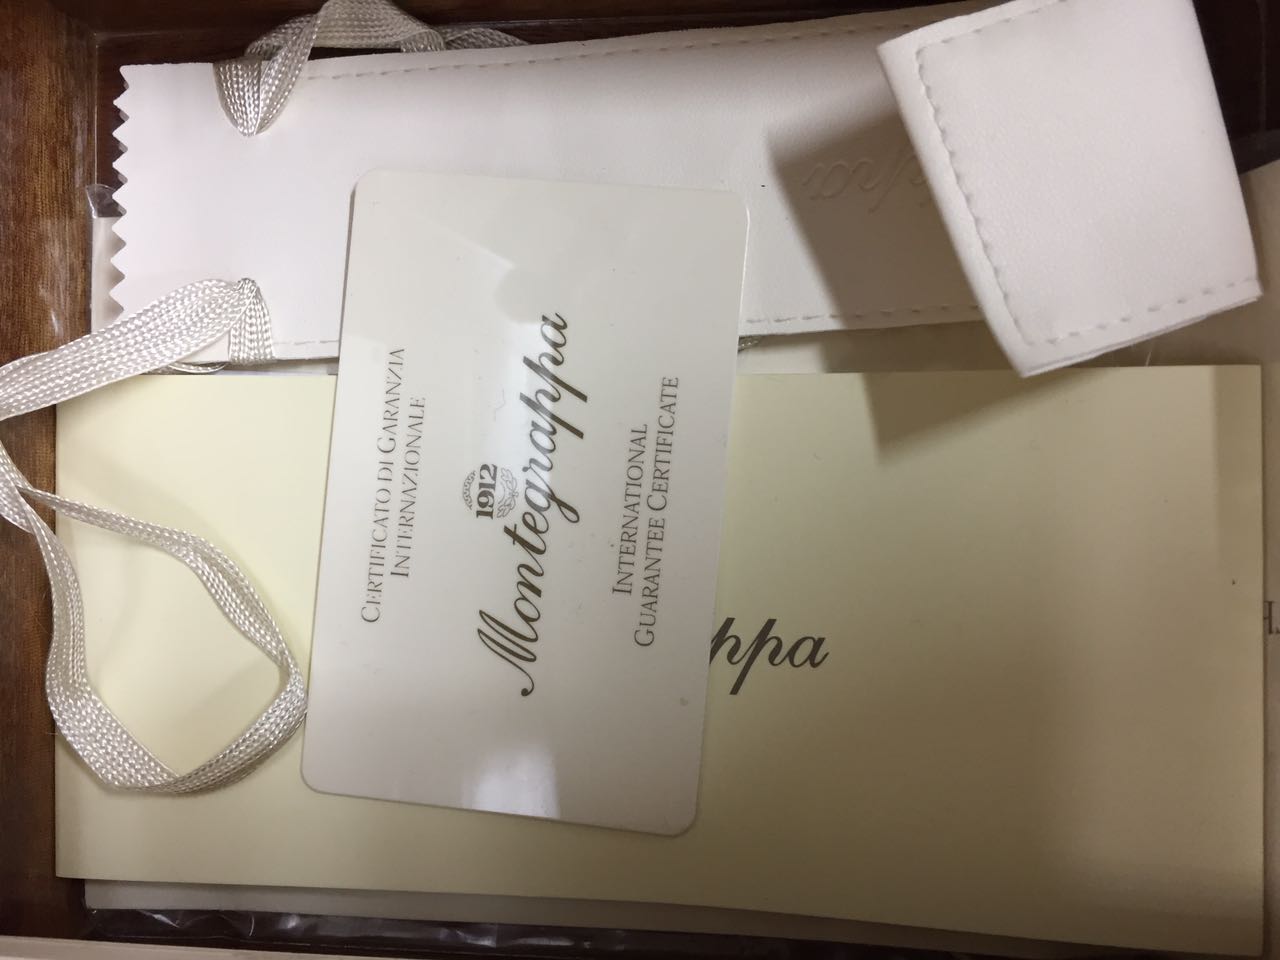 CERTIFICATO DI GARANZIA
INTERNAZIONALE
1912
Montegrappa
INTERNATIONAL
GUARANTEE CERTIFICATE
ppa